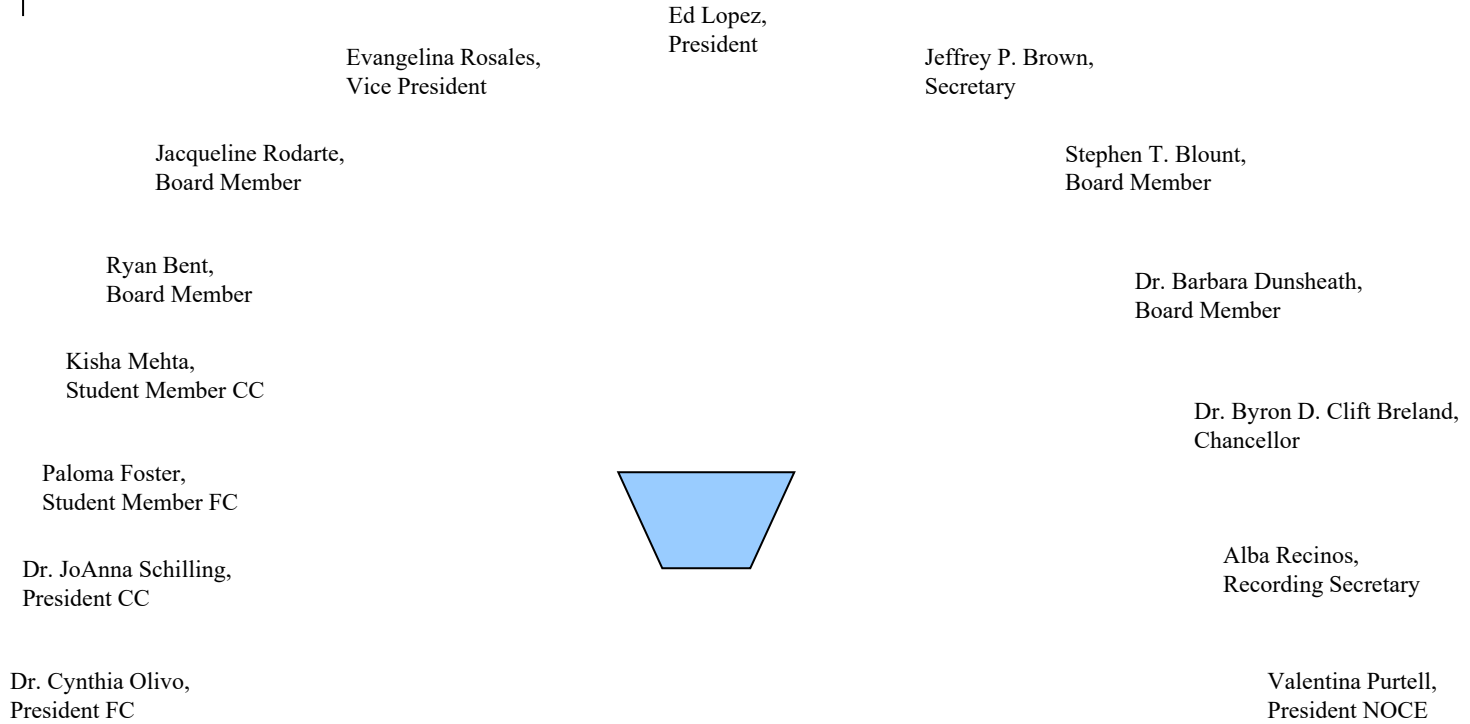 Ed Lopez,
President
Evangelina Rosales,
Vice President
Jeffrey P. Brown,
Secretary
Jacqueline Rodarte,
Board Member
Stephen T. Blount,
Board Member
Ryan Bent,
Board Member
Dr. Barbara Dunsheath,
Board Member
Kisha Mehta,
Student Member CC
Dr. Byron D. Clift Breland,
Chancellor
Paloma Foster,
Student Member FC
Alba Recinos,
Recording Secretary
Dr. JoAnna Schilling,
President CC
Dr. Cynthia Olivo,
President FC
Valentina Purtell,
President NOCE